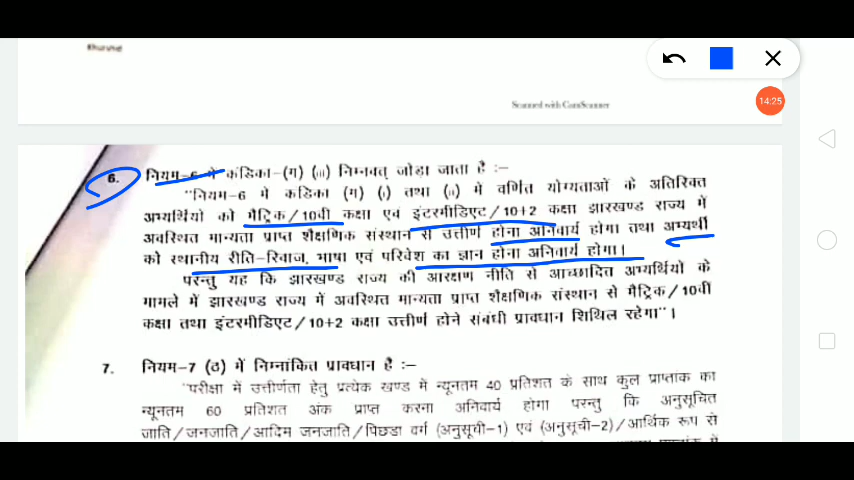 Khurshid
Scanned with CamScanner
14:25
6. नियम-6 में कंडिका-(ग) (iii) निम्नवत् जोड़ा जाता है :-
"नियम-6 में कंडिका (ग) (i) तथा (ii) में वर्णित योग्यताओं के अतिरिक्त
अभ्यर्थियों को मैट्रिक/10वीं कक्षा एवं इंटरमीडिएट/10+2 कक्षा झारखण्ड राज्य में
अवस्थित मान्यता प्राप्त शैक्षणिक संस्थान से उत्तीर्ण होना अनिवार्य होगा तथा अभ्यर्थी
को स्थानीय रीति-रिवाज, भाषा एवं परिवेश का ज्ञान होना अनिवार्य होगा।
परन्तु यह कि झारखण्ड राज्य की आरक्षण नीति से आच्छादित अभ्यर्थियों के
मामले में झारखण्ड राज्य में अवस्थित मान्यता प्राप्त शैक्षणिक संस्थान से मैट्रिक/10वीं
कक्षा तथा इंटरमीडिएट/10+2 कक्षा उत्तीर्ण होने संबंधी प्रावधान शिथिल रहेगा"।
7. नियम-7 (ठ) में निम्नांकित प्रावधान है :-
"परीक्षा में उत्तीर्णता हेतु प्रत्येक खण्ड में न्यूनतम 40 प्रतिशत के साथ कुल प्राप्तांक का
न्यूनतम 60 प्रतिशत अंक प्राप्त करना अनिवार्य होगा परन्तु कि अनुसूचित
जाति/जनजाति/आदिम जनजाति/पिछड़ा वर्ग (अनुसूची-1) एवं (अनुसूची-2)/आर्थिक रूप से